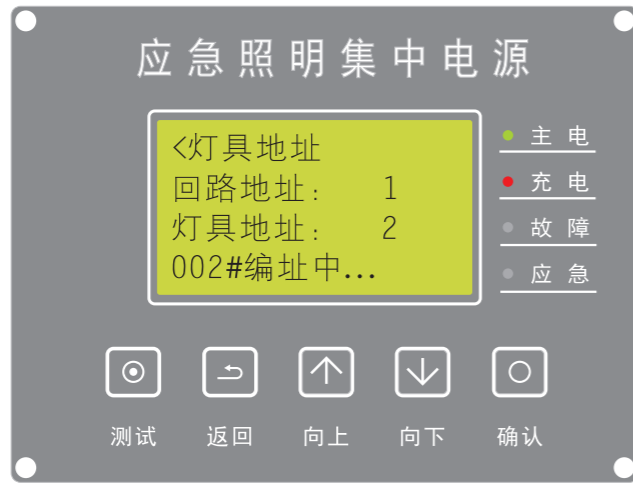 应急照明集中电源
<灯具地址
回路地址： 1
灯具地址： 2
002#编址中...
主电
充电
故障
应急
测试 返回 向上 向下 确认